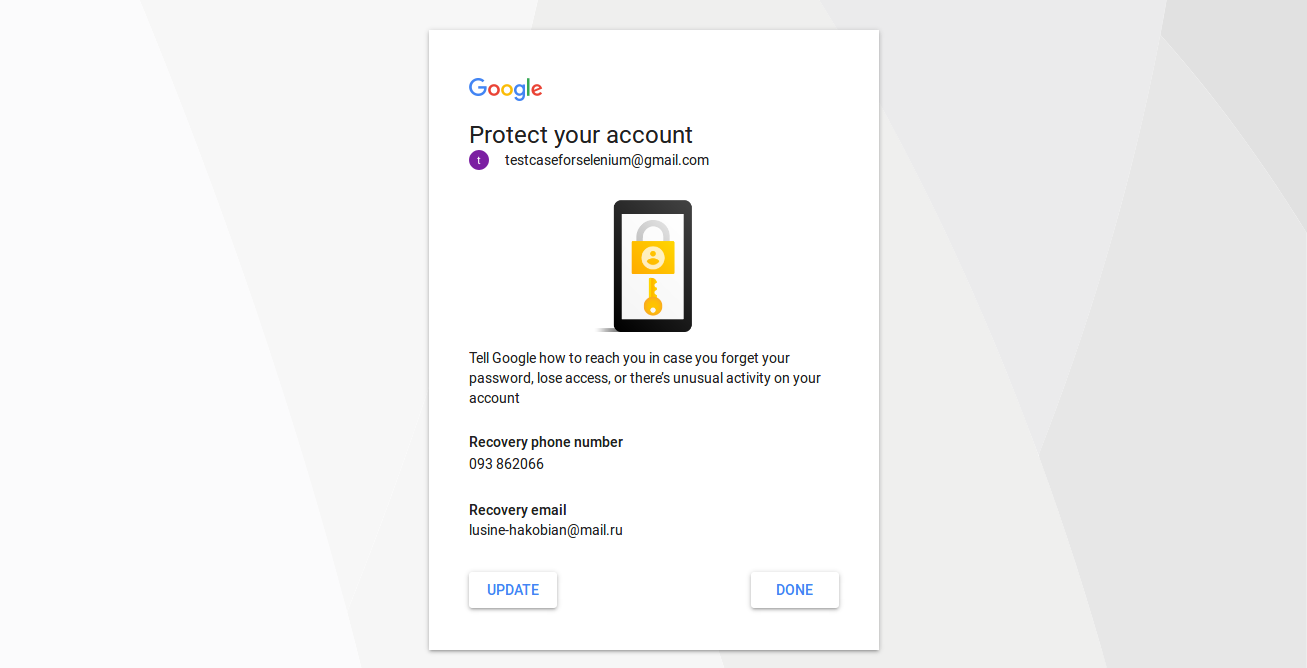 Google
Protect your account
t testcaseforselenium@gmail.com
Tell Google how to reach you in case you forget your
password, lose access, or there’s unusual activity on your
account
Recovery phone number
093 862066
Recovery email
lusine-hakobian@mail.ru
UPDATE DONE